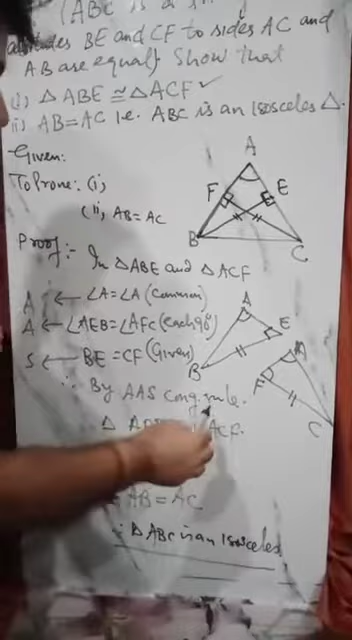 (ABC is a
altitudes BE and CF to sides AC and
AB are equal). Show that
(i) △ABE ≅ △ACF ✓
ii) AB=AC i.e. ABC is an Isosceles △.
Given:
To Prove: (i)
(ii) AB=AC
Proof:- In △ABE and △ACF
A ← ∠A=∠A (Common)
A ← ∠AEB=∠AFC (Each 90°)
S ← BE=CF (Given)
∴ By AAS Cong. rule.
△ ACF.
AB=AC
∴ △ABC is an Isosceles
A
F
E
B
C
A
E
B
A
F
C